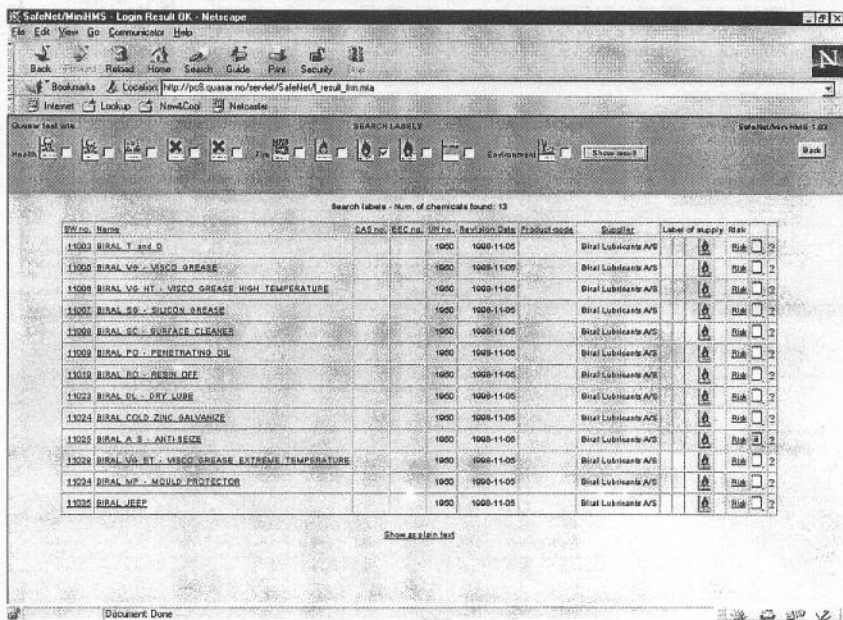 SafeNet/MiniHMS - Login Result OK - Netscape
File Edit View Go Communicator Help
Back Forward Reload Home Search Guide Print Security Stop
Bookmarks Location: http://pc8.quasar.no/servlet/SafeNet/l_result_frm.mta
Internet Lookup New&Cool Netcaster
Quasar test site SEARCH LABELS SafeNet/Mini HMS 1.02
Health Fire Environment Show result Back
Search labels - Num. of chemicals found: 13
SW no. Name CAS no. EEC no. UN no. Revision Date Product code Supplier Label of supply Risk
11003 BIRAL T and D 1950 1998-11-05 Biral Lubricants A/S Risk ?
11005 BIRAL VG - VISCO GREASE 1950 1998-11-05 Biral Lubricants A/S Risk ?
11006 BIRAL VG HT - VISCO GREASE HIGH TEMPERATURE 1950 1998-11-05 Biral Lubricants A/S Risk ?
11007 BIRAL SG - SILICON GREASE 1950 1998-11-05 Biral Lubricants A/S Risk ?
11008 BIRAL SC - SURFACE CLEANER 1950 1998-11-05 Biral Lubricants A/S Risk ?
11009 BIRAL PO - PENETRATING OIL 1950 1998-11-05 Biral Lubricants A/S Risk ?
11019 BIRAL RO - RESIN OFF 1950 1998-11-05 Biral Lubricants A/S Risk ?
11023 BIRAL DL - DRY LUBE 1950 1998-11-05 Biral Lubricants A/S Risk ?
11024 BIRAL COLD ZINC GALVANIZE 1950 1998-11-05 Biral Lubricants A/S Risk ?
11025 BIRAL A S - ANTI-SEIZE 1950 1998-11-05 Biral Lubricants A/S Risk ?
11029 BIRAL VG ET - VISCO GREASE EXTREME TEMPERATURE 1950 1998-11-05 Biral Lubricants A/S Risk ?
11034 BIRAL MP - MOULD PROTECTOR 1950 1998-11-05 Biral Lubricants A/S Risk ?
11035 BIRAL JEEP 1950 1998-11-05 Biral Lubricants A/S Risk ?
Show as plain text
Document: Done